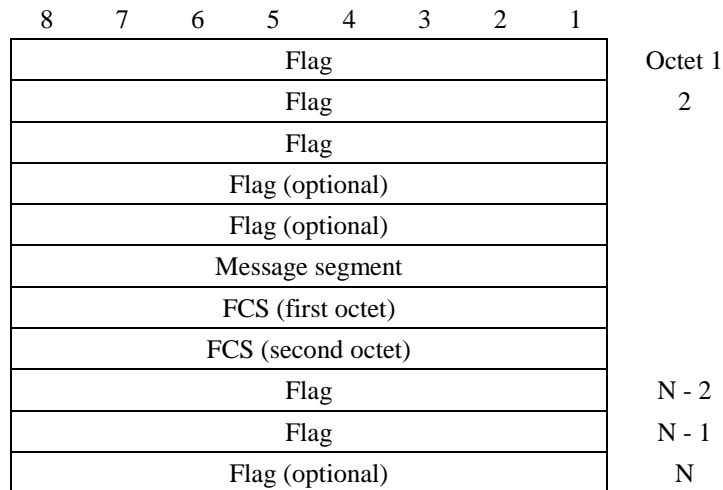 8 7 6 5 4 3 2 1
Flag Octet 1
Flag 2
Flag
Flag (optional)
Flag (optional)
Message segment
FCS (first octet)
FCS (second octet)
Flag N - 2
Flag N - 1
Flag (optional) N